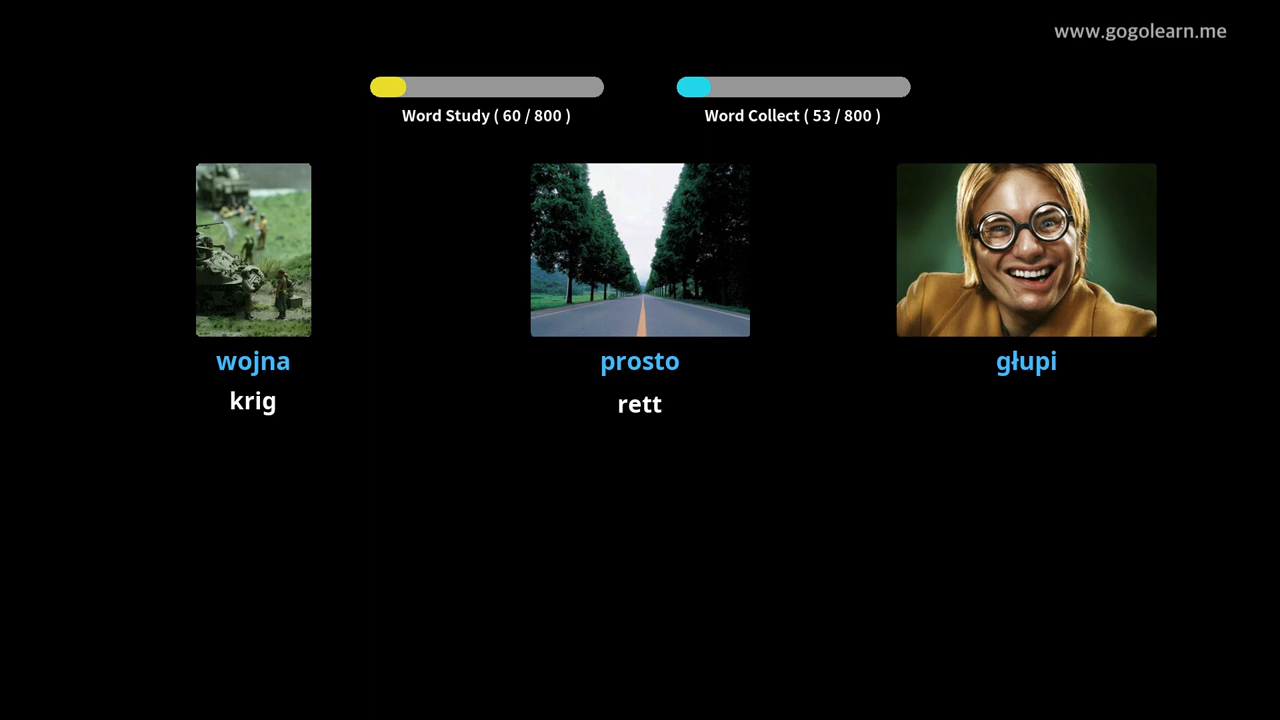 www.gogolearn.me
Word Study ( 60 / 800 )
Word Collect ( 53 / 800 )
wojna
prosto
głupi
krig
rett